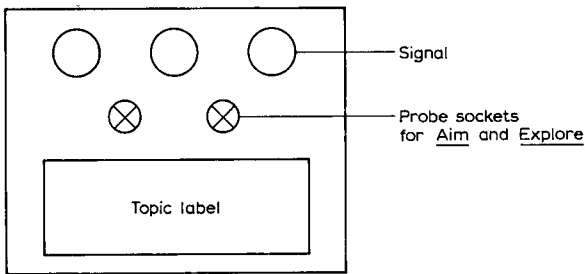 Signal
Probe sockets
for Aim and Explore
Topic label